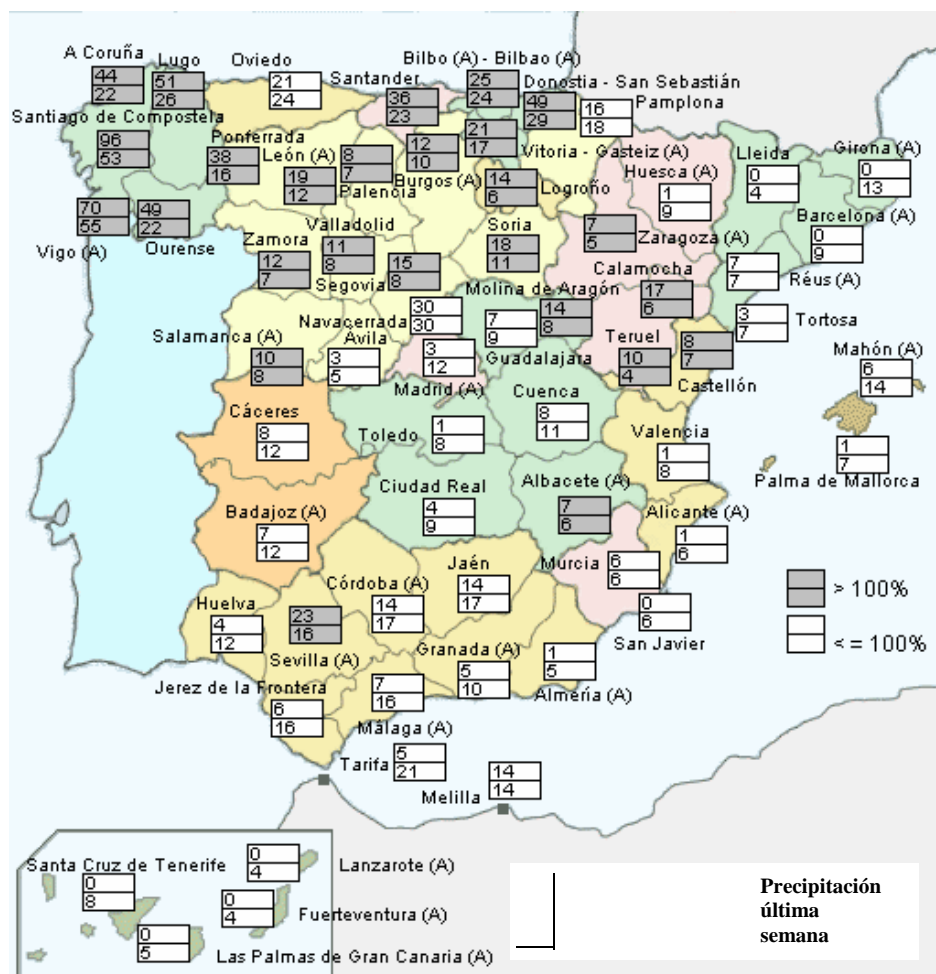 A Coruña
44
22
Lugo
51
26
Oviedo
21
24
Santander
36
23
Bilbo (A) - Bilbao (A)
25
24
Donostia - San Sebastián
49
29
Pamplona
16
18
Santiago de Compostela
96
53
Ponferrada
38
16
León (A)
19
12
Palencia
8
7
Burgos (A)
12
10
Vitoria - Gasteiz (A)
21
17
Logroño
14
6
Huesca (A)
1
9
Lleida
0
4
Girona (A)
0
13
Barcelona (A)
0
9
Vigo (A)
70
55
Ourense
49
22
Zamora
12
7
Valladolid
11
8
Segovia
15
8
Soria
18
11
Zaragoza (A)
7
5
Réus (A)
7
7
Calamocha
17
6
Molina de Aragón
14
8
Tortosa
3
7
Salamanca (A)
10
8
Ávila
3
5
Navacerrada
30
30
Madrid (A)
3
12
Guadalajara
7
9
Teruel
10
4
Castellón
8
7
Mahón (A)
6
14
Palma de Mallorca
1
7
Cáceres
8
12
Toledo
1
8
Cuenca
8
11
Valencia
1
8
Badajoz (A)
7
12
Ciudad Real
4
9
Albacete (A)
7
6
Alicante (A)
1
6
Murcia
6
6
San Javier
0
6
> 100%
< = 100%
Huelva
4
12
Sevilla (A)
23
16
Córdoba (A)
14
17
Jaén
14
17
Granada (A)
5
10
Almería (A)
1
5
Jerez de la Frontera
6
16
Málaga (A)
7
16
Tarifa
5
21
Melilla
14
14
Santa Cruz de Tenerife
0
8
Lanzarote (A)
0
4
Fuerteventura (A)
0
4
Las Palmas de Gran Canaria (A)
0
5
Precipitación
última
semana